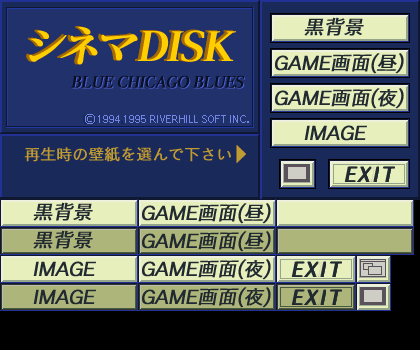 シネマDISK
BLUE CHICAGO BLUES
©1994 1995 RIVERHILL SOFT INC.
再生時の壁紙を選んで下さい
黒背景
GAME画面(昼)
GAME画面(夜)
IMAGE
EXIT
黒背景 GAME画面(昼)
黒背景 GAME画面(昼)
IMAGE GAME画面(夜) EXIT
IMAGE GAME画面(夜) EXIT